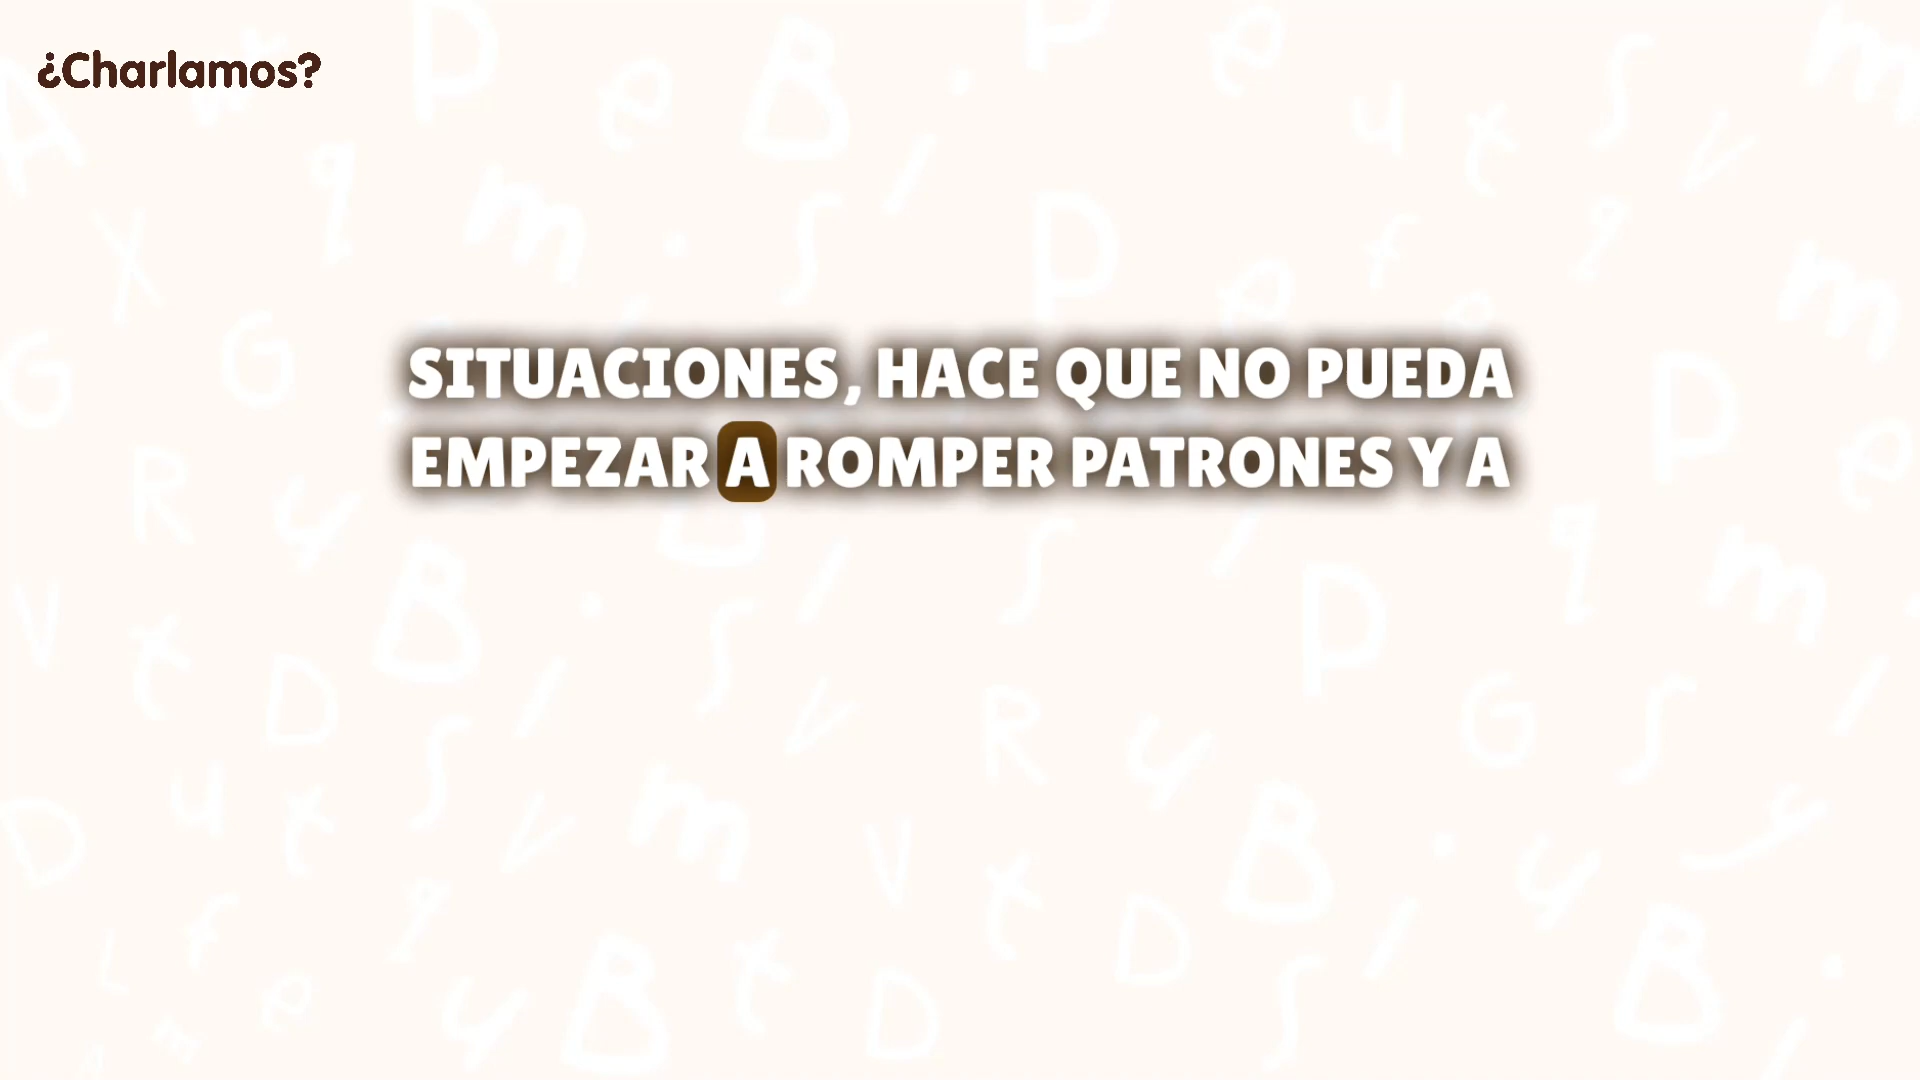 ¿Charlamos?
SITUACIONES, HACE QUE NO PUEDA
EMPEZAR A ROMPER PATRONES Y A